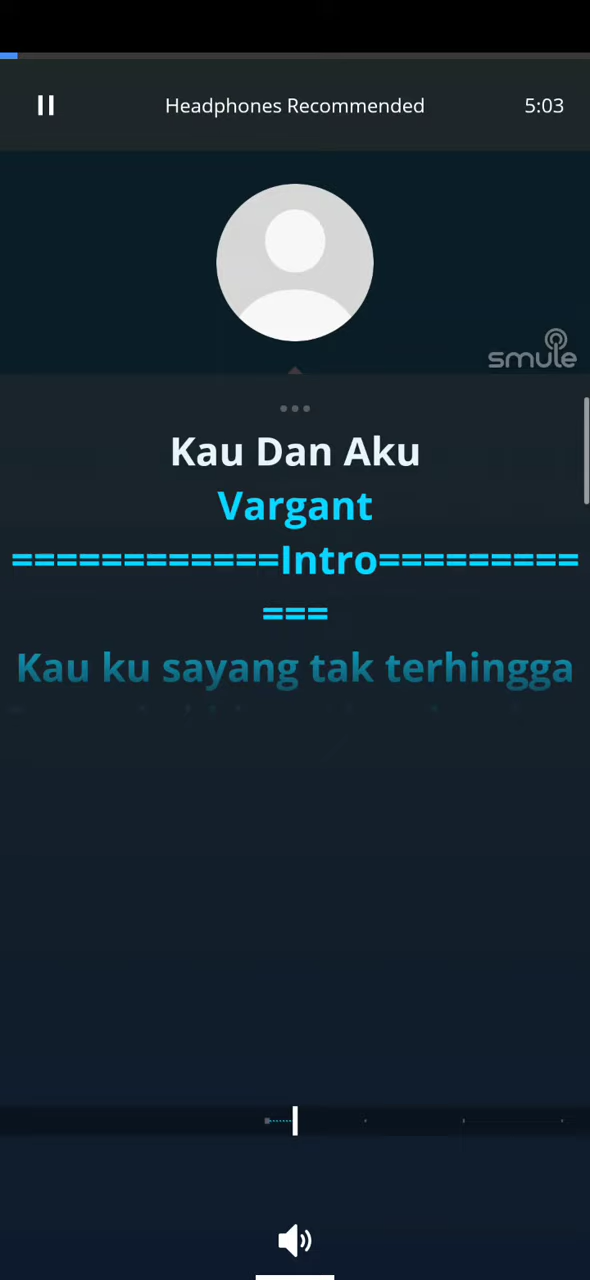 Headphones Recommended
5:03
smule
Kau Dan Aku
Vargant
============Intro=========
===
Kau ku sayang tak terhingga